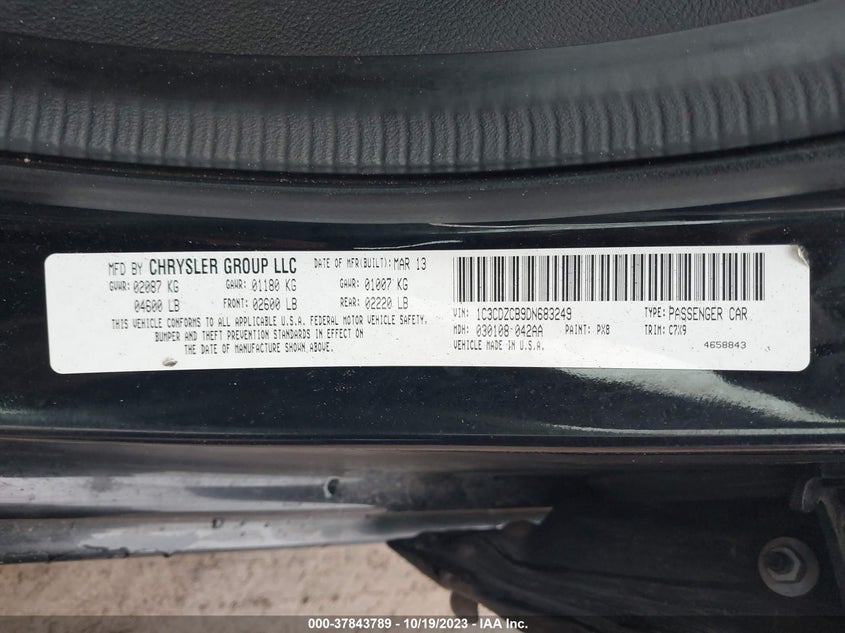 MFD BY CHRYSLER GROUP LLC DATE OF MFR(BUILT): MAR 13
GVWR: 02087 KG GAWR: 01180 KG GAWR: 01007 KG
04600 LB FRONT: 02600 LB REAR: 02220 LB
THIS VEHICLE CONFORMS TO ALL APPLICABLE U.S.A. FEDERAL MOTOR VEHICLE SAFETY,
BUMPER AND THEFT PREVENTION STANDARDS IN EFFECT ON
THE DATE OF MANUFACTURE SHOWN ABOVE.
VIN: 1C3CDZCB9DN683249 TYPE: PASSENGER CAR
MDH: 030108 042AA PAINT: PX8 TRIM: C7X9
VEHICLE MADE IN U.S.A. 4658843
000-37843789 - 10/19/2023 - IAA Inc.